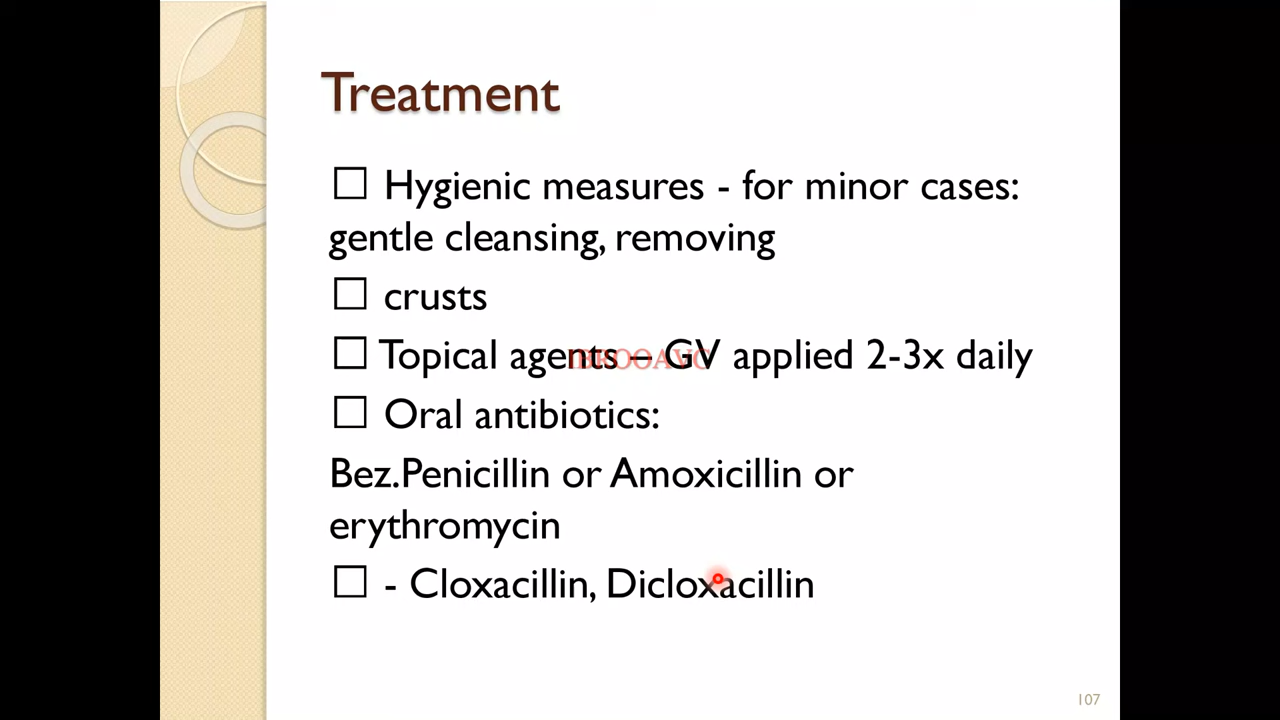 Treatment
☐ Hygienic measures - for minor cases:
gentle cleansing, removing
☐ crusts
☐ Topical agents – GV applied 2-3x daily
☐ Oral antibiotics:
Bez.Penicillin or Amoxicillin or
erythromycin
☐ - Cloxacillin, Dicloxacillin
107